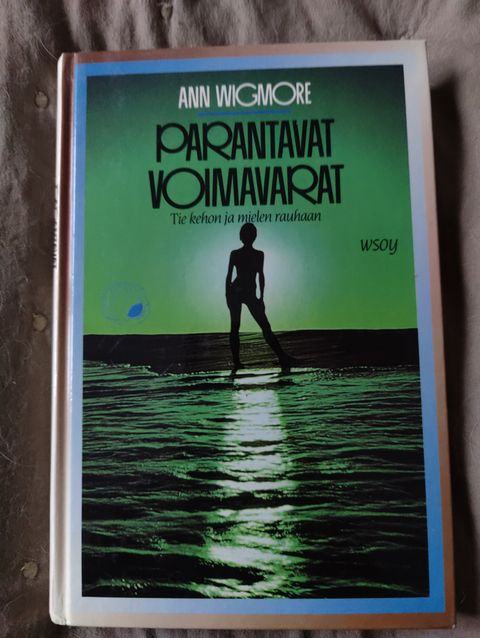 ANN WIGMORE
PARANTAVAT
VOIMAVARAT
Tie kehon ja mielen rauhaan
WSOY